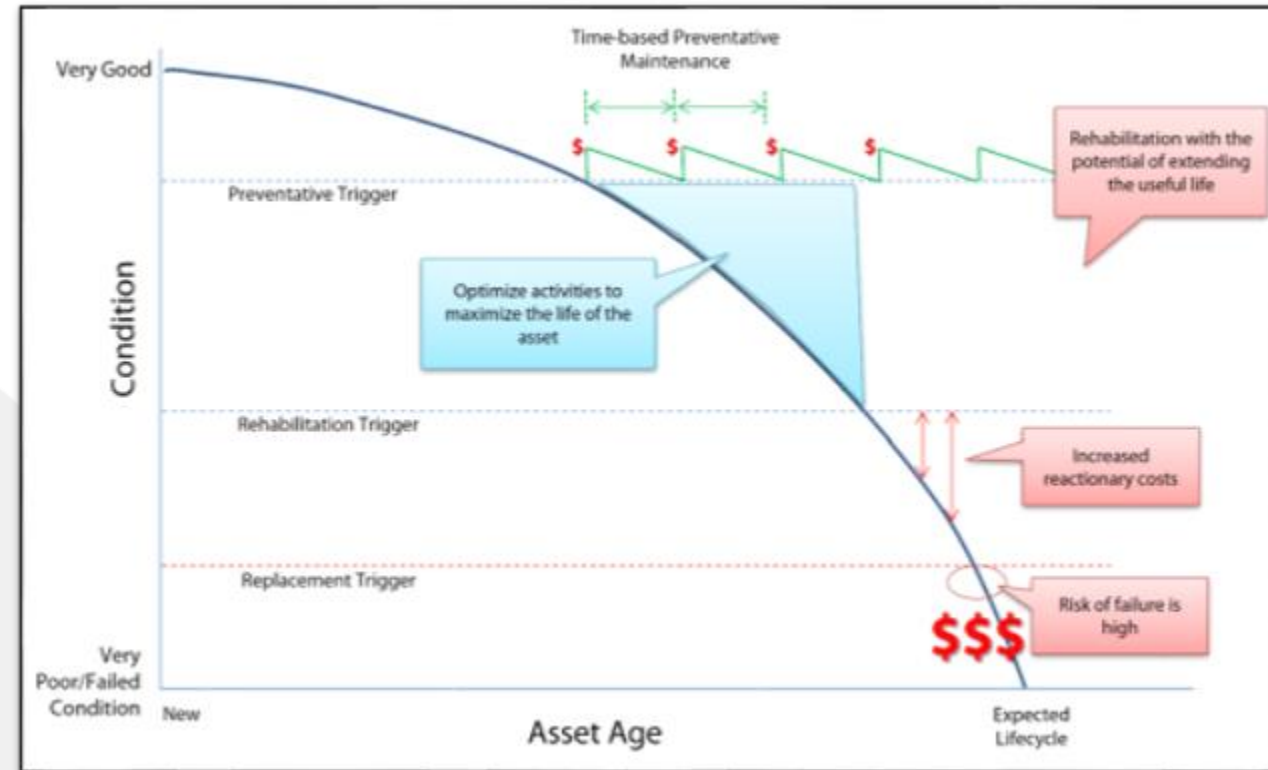 Time-based Preventative
Maintenance
Very Good
$ $ $ $
Rehabilitation with the
potential of extending
the useful life
Preventative Trigger
Condition
Optimize activities to
maximize the life of the
asset
Rehabilitation Trigger
Increased
reactionary costs
Replacement Trigger
Risk of failure is
high
$$$
Very
Poor/Failed
Condition
New
Asset Age
Expected
Lifecycle